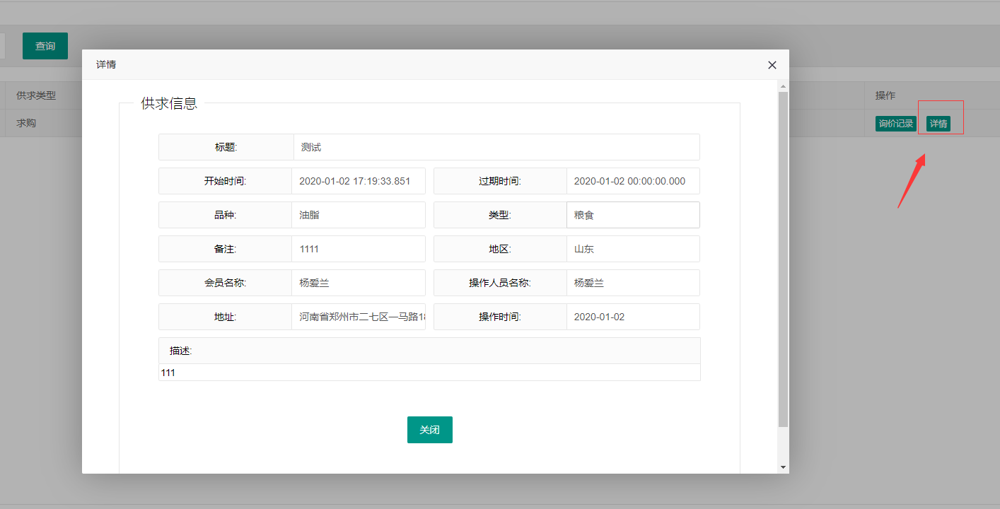 查询
详情
供求类型
操作
求购
询价记录 详情
供求信息
标题: 测试
开始时间: 2020-01-02 17:19:33.851 过期时间: 2020-01-02 00:00:00.000
品种: 油脂 类型: 粮食
备注: 1111 地区: 山东
会员名称: 杨爱兰 操作人员名称: 杨爱兰
地址: 河南省郑州市二七区一马路 操作时间: 2020-01-02
描述:
111
关闭